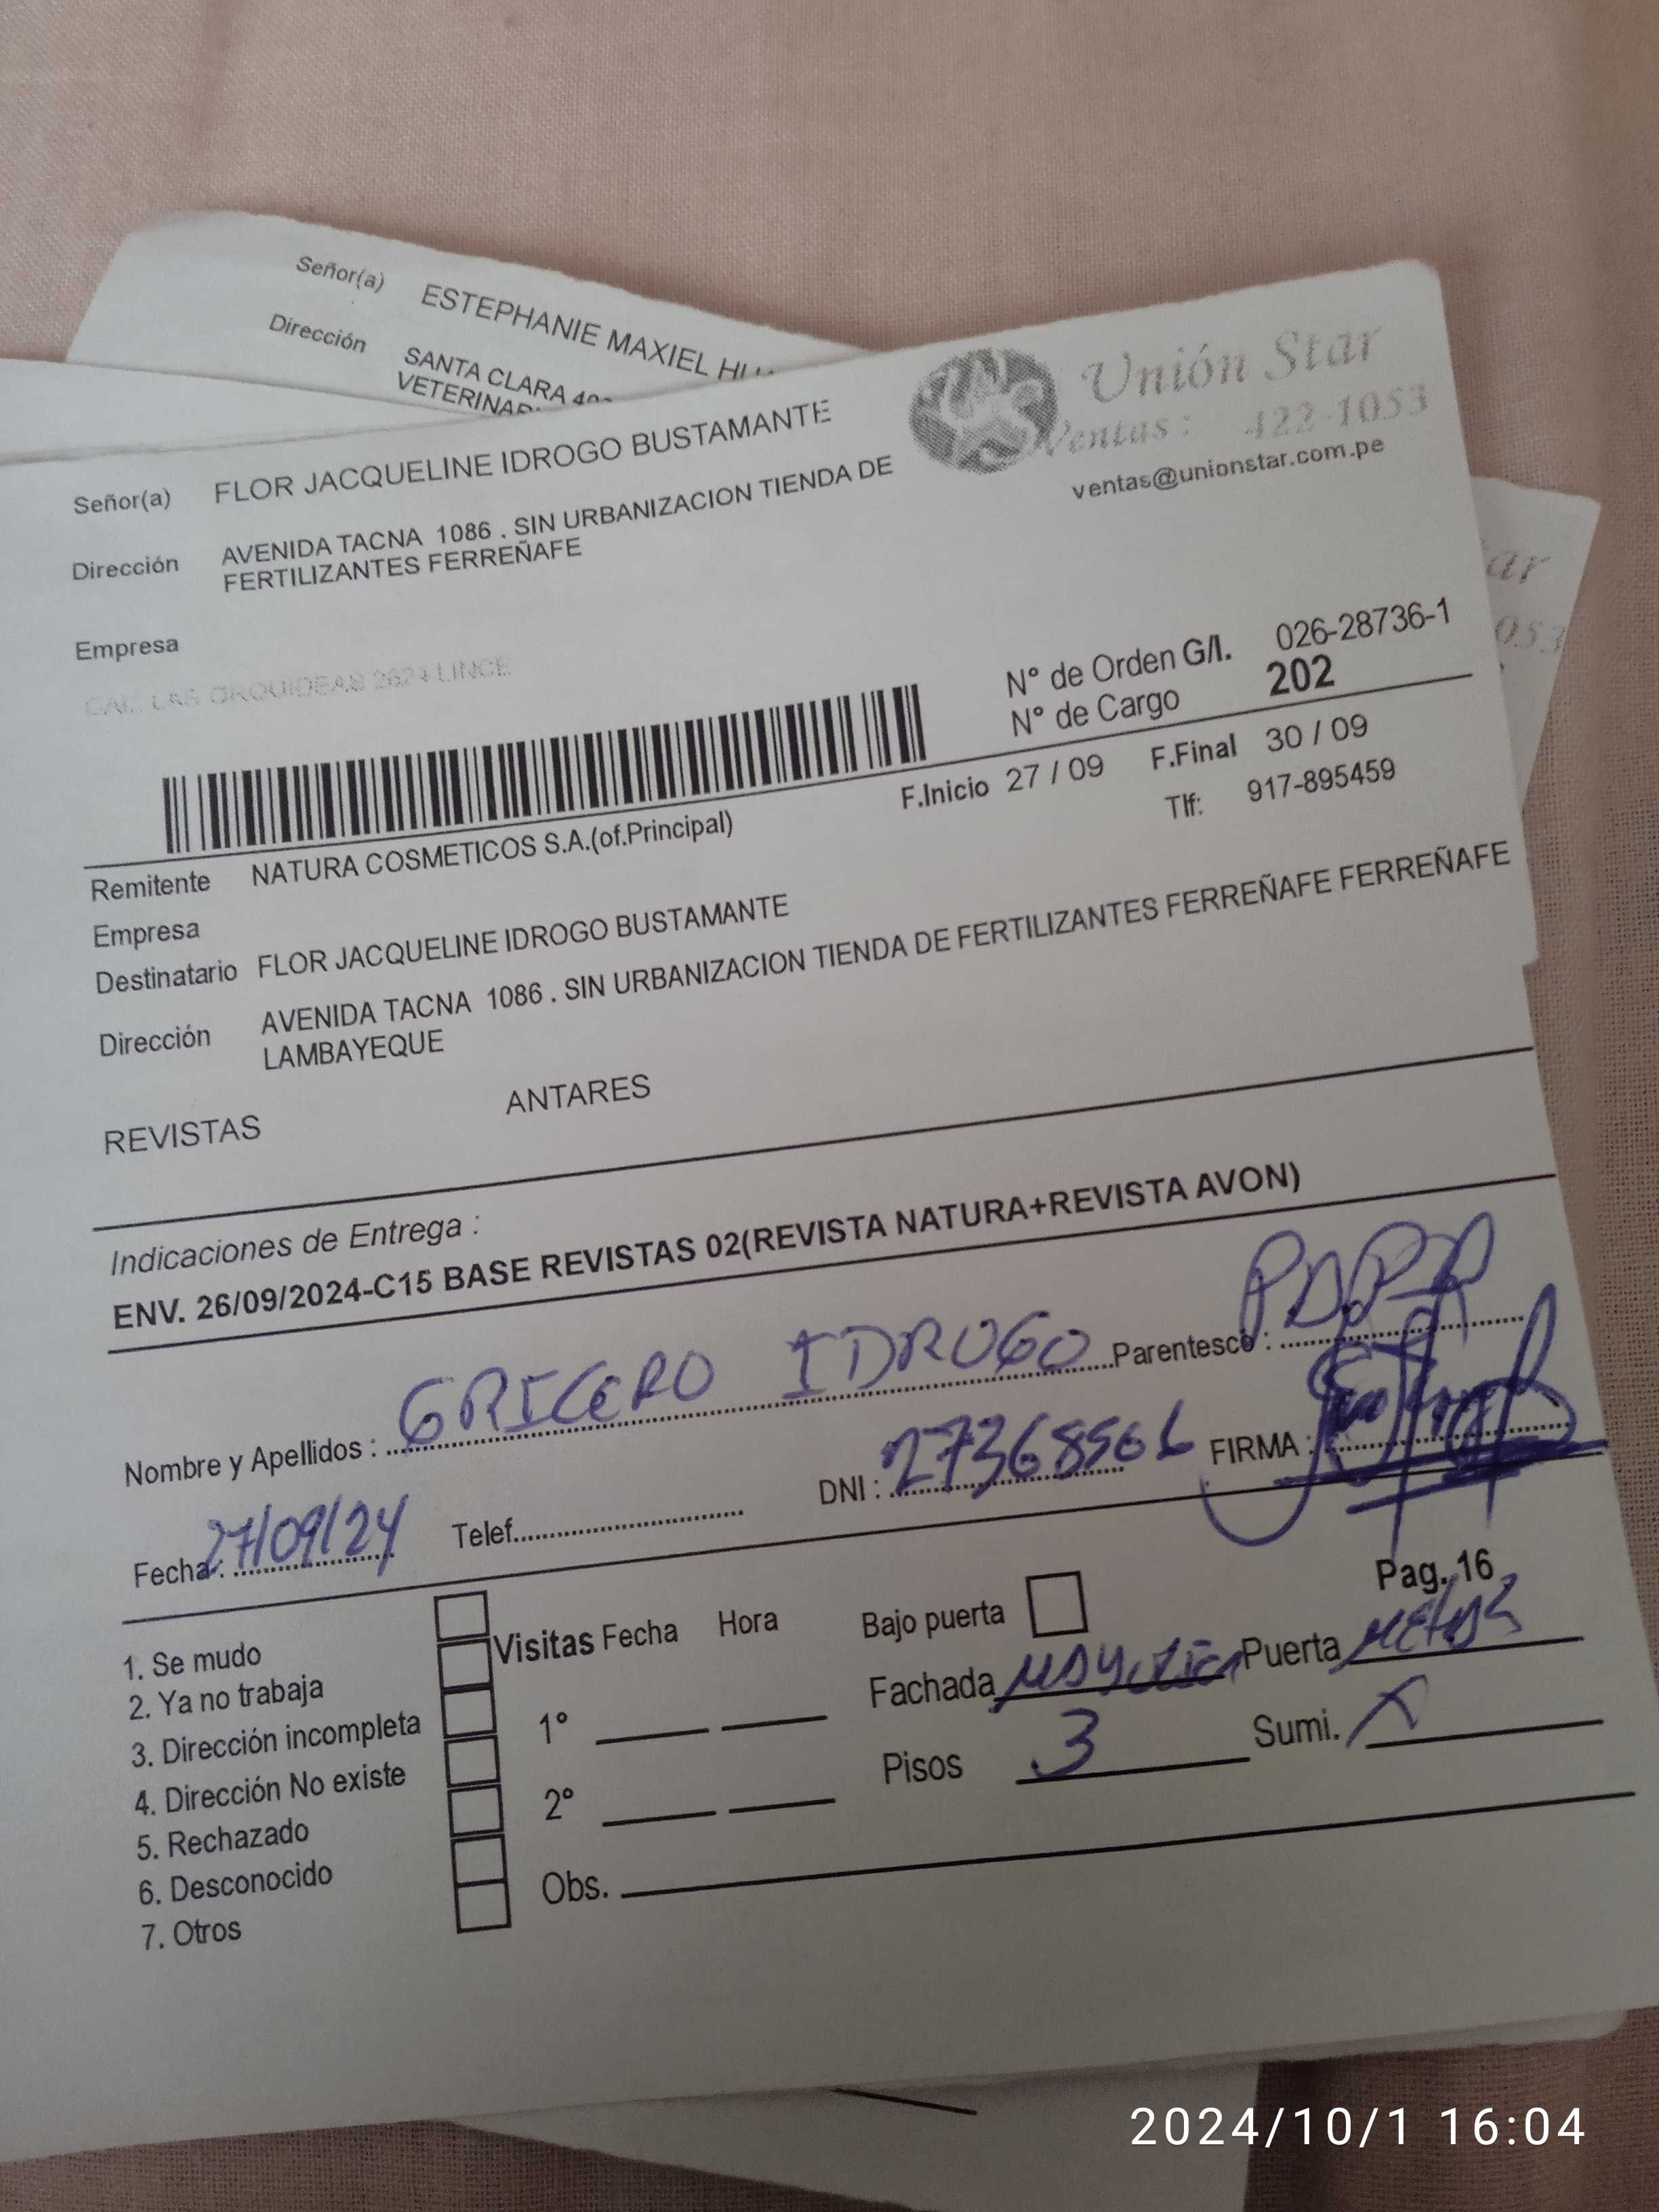 Señor(a) ESTEPHANIE MAXIEL
Dirección SANTA CLARA
Unión Star
Ventas: 422-1053
ventas@unionstar.com.pe
Señor(a) FLOR JACQUELINE IDROGO BUSTAMANTE
Dirección AVENIDA TACNA 1086 . SIN URBANIZACION TIENDA DE
FERTILIZANTES FERREÑAFE
Empresa
LAS ORQUIDEAS LINCE
N° de Orden G/I. 026-28736-1
N° de Cargo 202
F.Inicio 27 / 09 F.Final 30 / 09
Tlf: 917-895459
Remitente NATURA COSMETICOS S.A.(of.Principal)
Empresa
Destinatario FLOR JACQUELINE IDROGO BUSTAMANTE
Dirección AVENIDA TACNA 1086 . SIN URBANIZACION TIENDA DE FERTILIZANTES FERREÑAFE FERREÑAFE
LAMBAYEQUE
REVISTAS ANTARES
Indicaciones de Entrega :
ENV. 26/09/2024-C15 BASE REVISTAS 02(REVISTA NATURA+REVISTA AVON)
Nombre y Apellidos : GRICERO IDROGO Parentesco : PAPA
Fecha : 27/09/24 Telef. DNI : FIRMA :
Pag. 16
1. Se mudo
2. Ya no trabaja
3. Dirección incompleta
4. Dirección No existe
5. Rechazado
6. Desconocido
7. Otros
Visitas Fecha Hora
1°
2°
Obs.
Bajo puerta
Fachada Puerta
Pisos 3 Sumi. X
2024/10/1 16:04